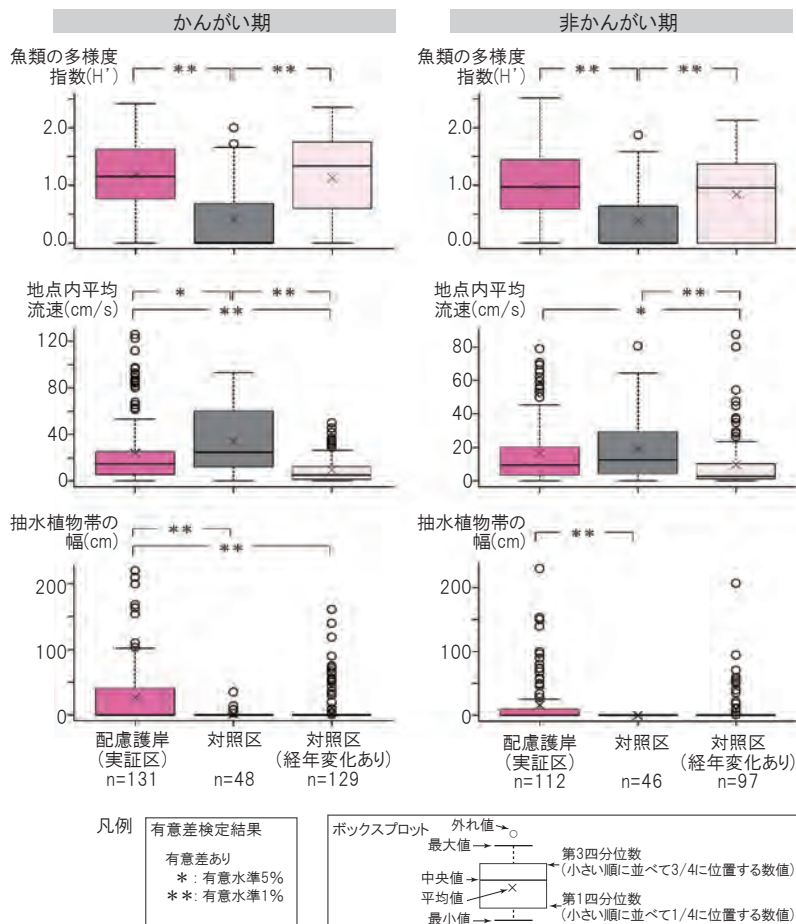 かんがい期
非かんがい期
魚類の多様度
指数(H')
** **
2.0
1.0
0.0
魚類の多様度
指数(H')
** **
2.0
1.0
0.0
地点内平均
流速(cm/s)
* **
**
120
80
40
0
地点内平均
流速(cm/s)
**
*
80
60
40
20
0
抽水植物帯の
幅(cm)
**
**
200
100
0
抽水植物帯の
幅(cm)
**
200
100
0
配慮護岸
(実証区)
n=131
対照区
n=48
対照区
(経年変化あり)
n=129
配慮護岸
(実証区)
n=112
対照区
n=46
対照区
(経年変化あり)
n=97
凡例
有意差検定結果
有意差あり
*:有意水準5%
**:有意水準1%
ボックスプロット
外れ値
最大値
中央値
平均値
最小値
第3四分位数
(小さい順に並べて3/4に位置する数値)
第1四分位数
(小さい順に並べて1/4に位置する数値)